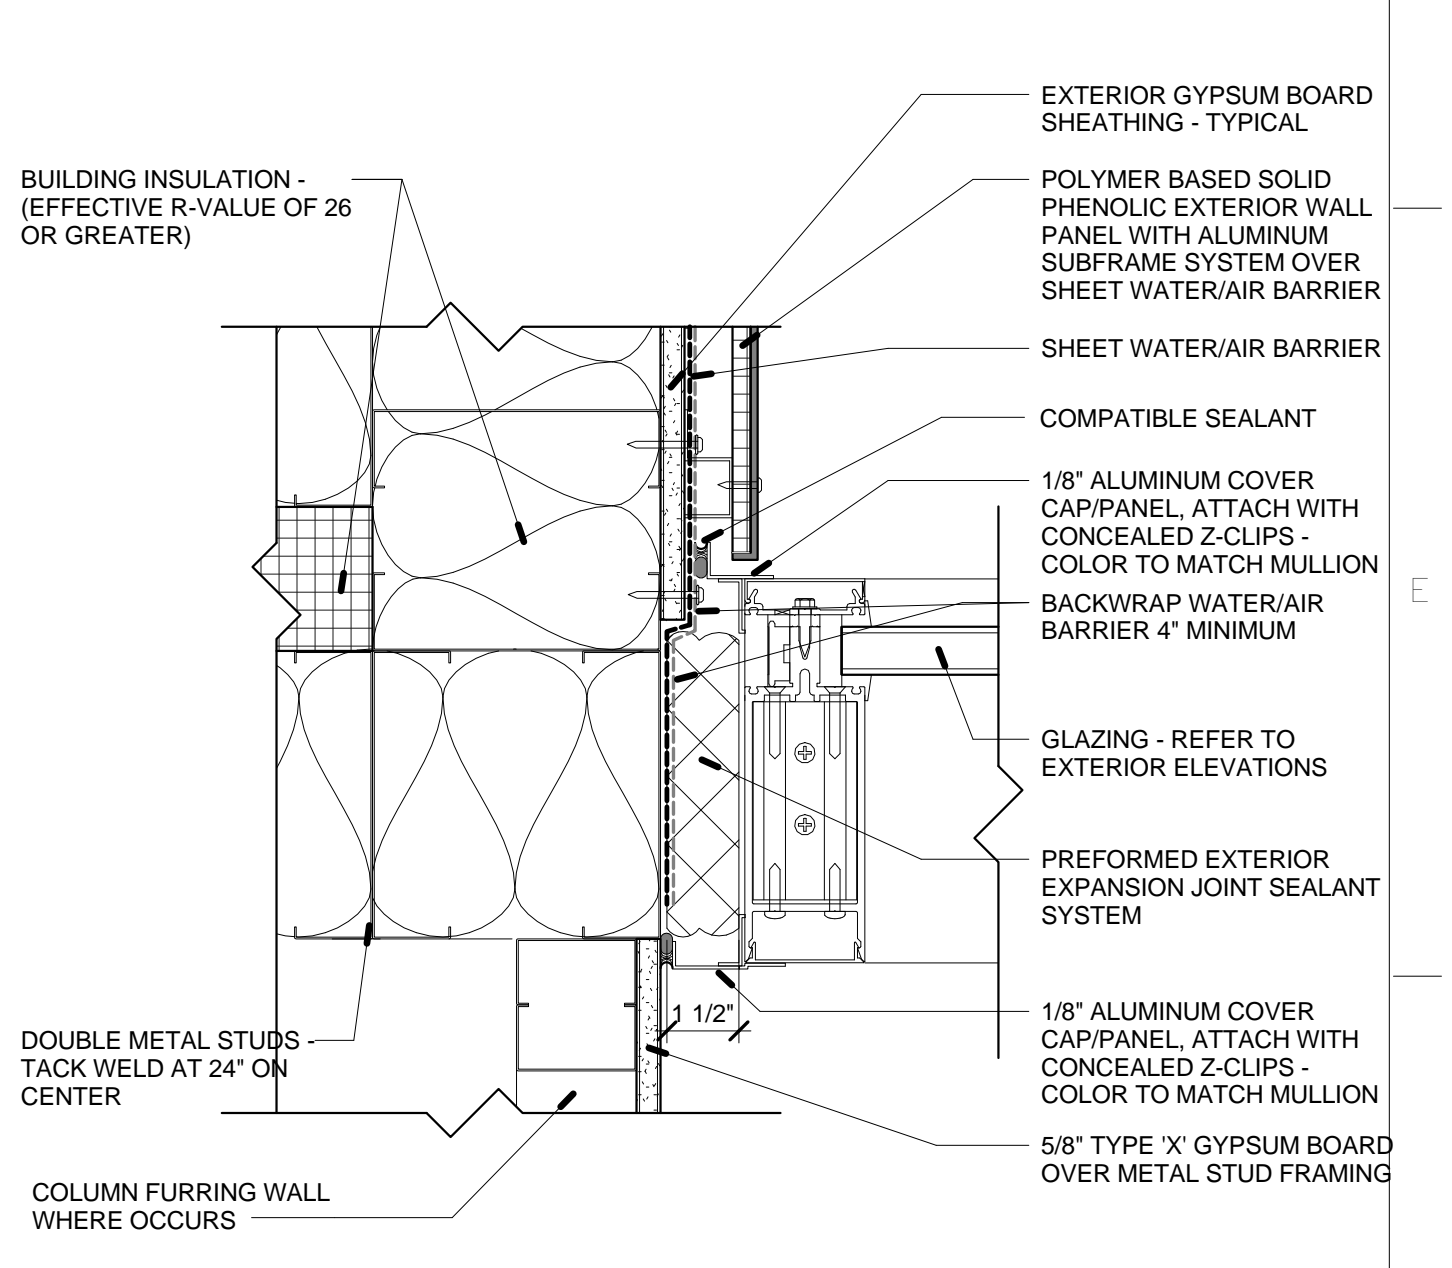 BUILDING INSULATION -
(EFFECTIVE R-VALUE OF 26
OR GREATER)
DOUBLE METAL STUDS -
TACK WELD AT 24" ON
CENTER
COLUMN FURRING WALL
WHERE OCCURS
1 1/2"
EXTERIOR GYPSUM BOARD
SHEATHING - TYPICAL
POLYMER BASED SOLID
PHENOLIC EXTERIOR WALL
PANEL WITH ALUMINUM
SUBFRAME SYSTEM OVER
SHEET WATER/AIR BARRIER
SHEET WATER/AIR BARRIER
COMPATIBLE SEALANT
1/8" ALUMINUM COVER
CAP/PANEL, ATTACH WITH
CONCEALED Z-CLIPS -
COLOR TO MATCH MULLION
BACKWRAP WATER/AIR
BARRIER 4" MINIMUM
GLAZING - REFER TO
EXTERIOR ELEVATIONS
PREFORMED EXTERIOR
EXPANSION JOINT SEALANT
SYSTEM
1/8" ALUMINUM COVER
CAP/PANEL, ATTACH WITH
CONCEALED Z-CLIPS -
COLOR TO MATCH MULLION
5/8" TYPE 'X' GYPSUM BOARD
OVER METAL STUD FRAMING
E